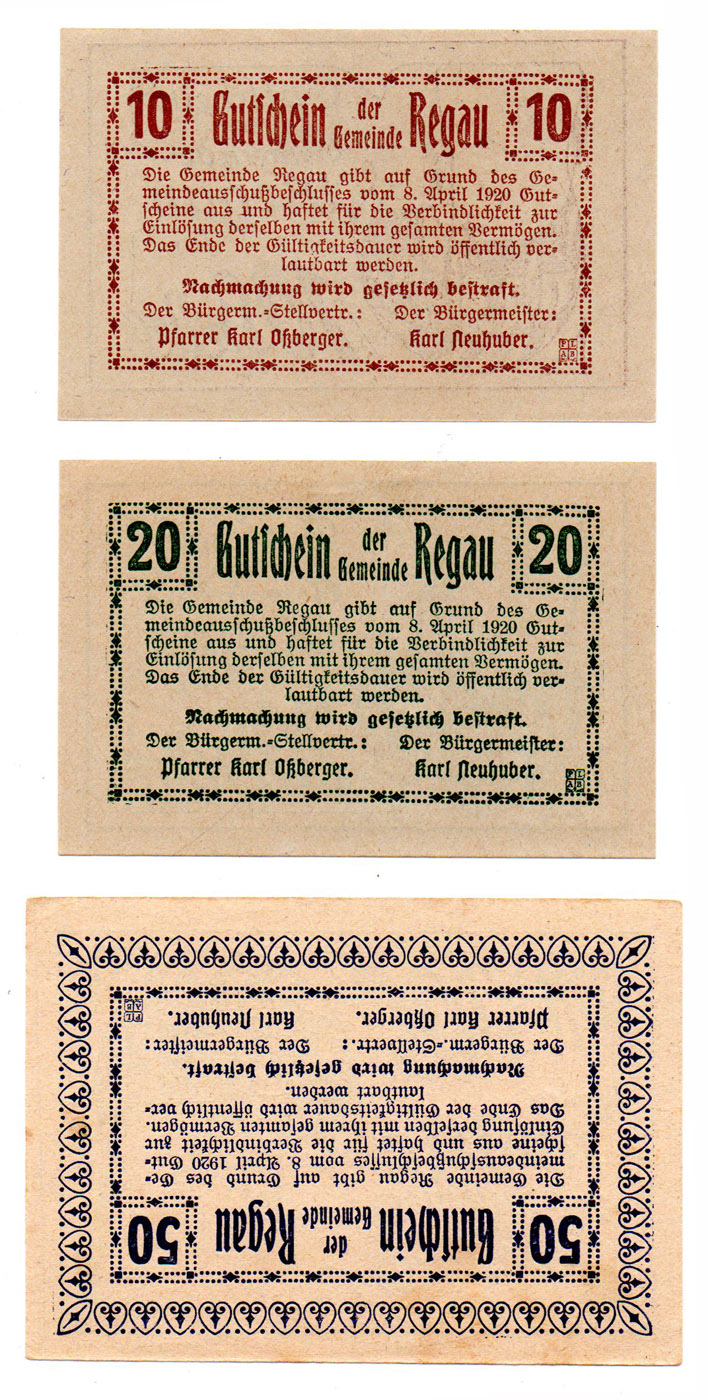 10 Gutschein der Gemeinde Regau 10
Die Gemeinde Regau gibt auf Grund des Ge-
meindeausschußbeschlusses vom 8. April 1920 Gut-
scheine aus und haftet für die Verbindlichkeit zur
Einlösung derselben mit ihrem gesamten Vermögen.
Das Ende der Gültigkeitsdauer wird öffentlich ver-
lautbart werden.
Nachmachung wird gesetzlich bestraft.
Der Bürgerm.-Stellvertr.: Der Bürgermeister:
Pfarrer Karl Oßberger. Karl Neuhuber.
FL
AB
20 Gutschein der Gemeinde Regau 20
Die Gemeinde Regau gibt auf Grund des Ge-
meindeausschußbeschlusses vom 8. April 1920 Gut-
scheine aus und haftet für die Verbindlichkeit zur
Einlösung derselben mit ihrem gesamten Vermögen.
Das Ende der Gültigkeitsdauer wird öffentlich ver-
lautbart werden.
Nachmachung wird gesetzlich bestraft.
Der Bürgerm.-Stellvertr.: Der Bürgermeister:
Pfarrer Karl Oßberger. Karl Neuhuber.
FL
AB
50 Gutschein der Gemeinde Regau 50
Die Gemeinde Regau gibt auf Grund des Ge-
meindeausschußbeschlusses vom 8. April 1920 Gut-
scheine aus und haftet für die Verbindlichkeit zur
Einlösung derselben mit ihrem gesamten Vermögen.
Das Ende der Gültigkeitsdauer wird öffentlich ver-
lautbart werden.
Nachmachung wird gesetzlich bestraft.
Der Bürgerm.-Stellvertr.: Der Bürgermeister:
Pfarrer Karl Oßberger. Karl Neuhuber.
FL
AB